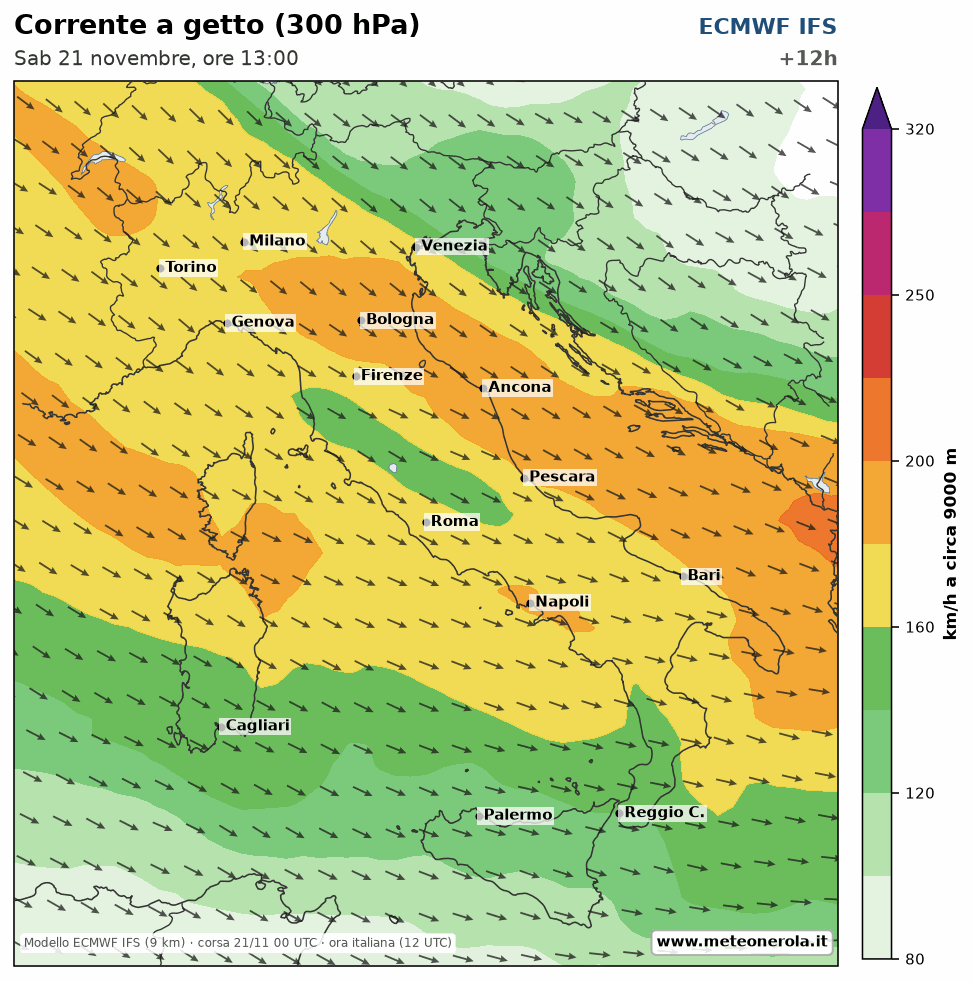 Corrente a getto (300 hPa)
ECMWF IFS
Sab 21 novembre, ore 13:00
+12h
320
250
200
160
120
80
km/h a circa 9000 m
Milano
Venezia
Torino
Genova
Bologna
Firenze
Ancona
Pescara
Roma
Bari
Napoli
Cagliari
Palermo
Reggio C.
Modello ECMWF IFS (9 km) · corsa 21/11 00 UTC · ora italiana (12 UTC)
www.meteonerola.it